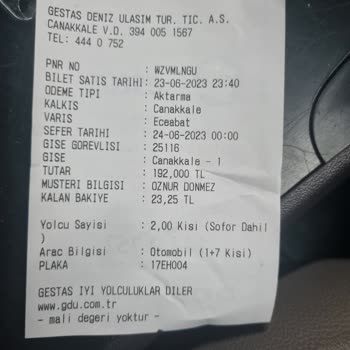 GESTAS DENIZ ULASIM TUR. TIC. A.S.
CANAKKALE V.D. 394 005 1567
TEL: 444 0 752
PNR NO : WZVMLNGU
BILET SATIS TARIHI: 23-06-2023 23:40
ODEME TIPI : Aktarma
KALKIS : Canakkale
VARIS : Eceabat
SEFER TARIHI : 24-06-2023 00:00
GISE GOREVLISI : 25116
GISE : Canakkale - 1
TUTAR : 192,000 TL
MUSTERI BILGISI : OZNUR DONMEZ
KALAN BAKIYE : 23,25 TL
Yolcu Sayisi : 2,00 Kisi (Sofor Dahil
)
Arac Bilgisi : Otomobil (1+7 Kisi)
PLAKA : 17EH004
GESTAS IYI YOLCULUKLAR DILER
www.gdu.com.tr
- mali degeri yoktur -